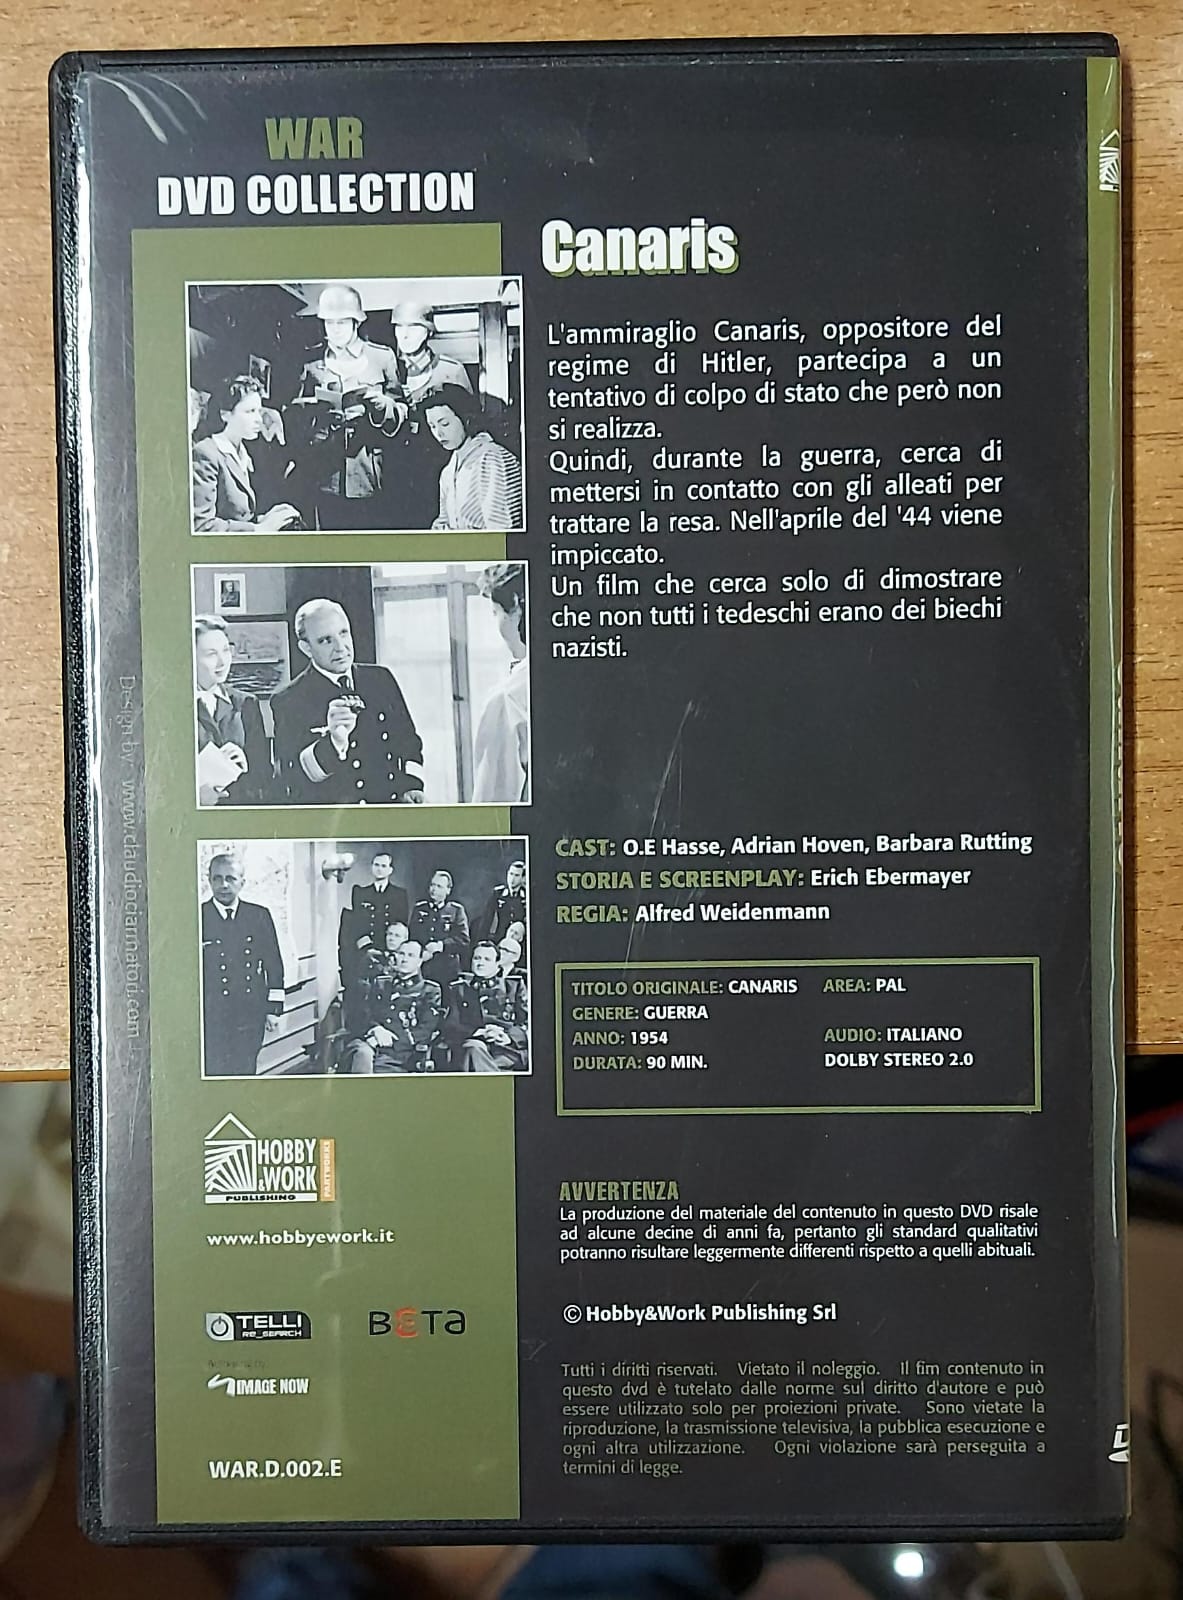 WAR
DVD COLLECTION
Canaris
L'ammiraglio Canaris, oppositore del
regime di Hitler, partecipa a un
tentativo di colpo di stato che però non
si realizza.
Quindi, durante la guerra, cerca di
mettersi in contatto con gli alleati per
trattare la resa. Nell'aprile del '44 viene
impiccato.
Un film che cerca solo di dimostrare
che non tutti i tedeschi erano dei biechi
nazisti.
CAST: O.E Hasse, Adrian Hoven, Barbara Rutting
STORIA E SCREENPLAY: Erich Ebermayer
REGIA: Alfred Weidenmann
TITOLO ORIGINALE: CANARIS
GENERE: GUERRA
ANNO: 1954
DURATA: 90 MIN.
AREA: PAL
AUDIO: ITALIANO
DOLBY STEREO 2.0
AVVERTENZA
La produzione del materiale del contenuto in questo DVD risale
ad alcune decine di anni fa, pertanto gli standard qualitativi
potranno risultare leggermente differenti rispetto a quelli abituali.
© Hobby&Work Publishing Srl
Tutti i diritti riservati. Vietato il noleggio. Il fim contenuto in
questo dvd è tutelato dalle norme sul diritto d'autore e può
essere utilizzato solo per proiezioni private. Sono vietate la
riproduzione, la trasmissione televisiva, la pubblica esecuzione e
ogni altra utilizzazione. Ogni violazione sarà perseguita a
termini di legge.
HOBBY
&WORK
PUBLISHING
PARTWORKS
www.hobbyework.it
TELLI
RE_SEARCH
BETA
IMAGE NOW
WAR.D.002.E
Design by: www.claudiociarnatori.com